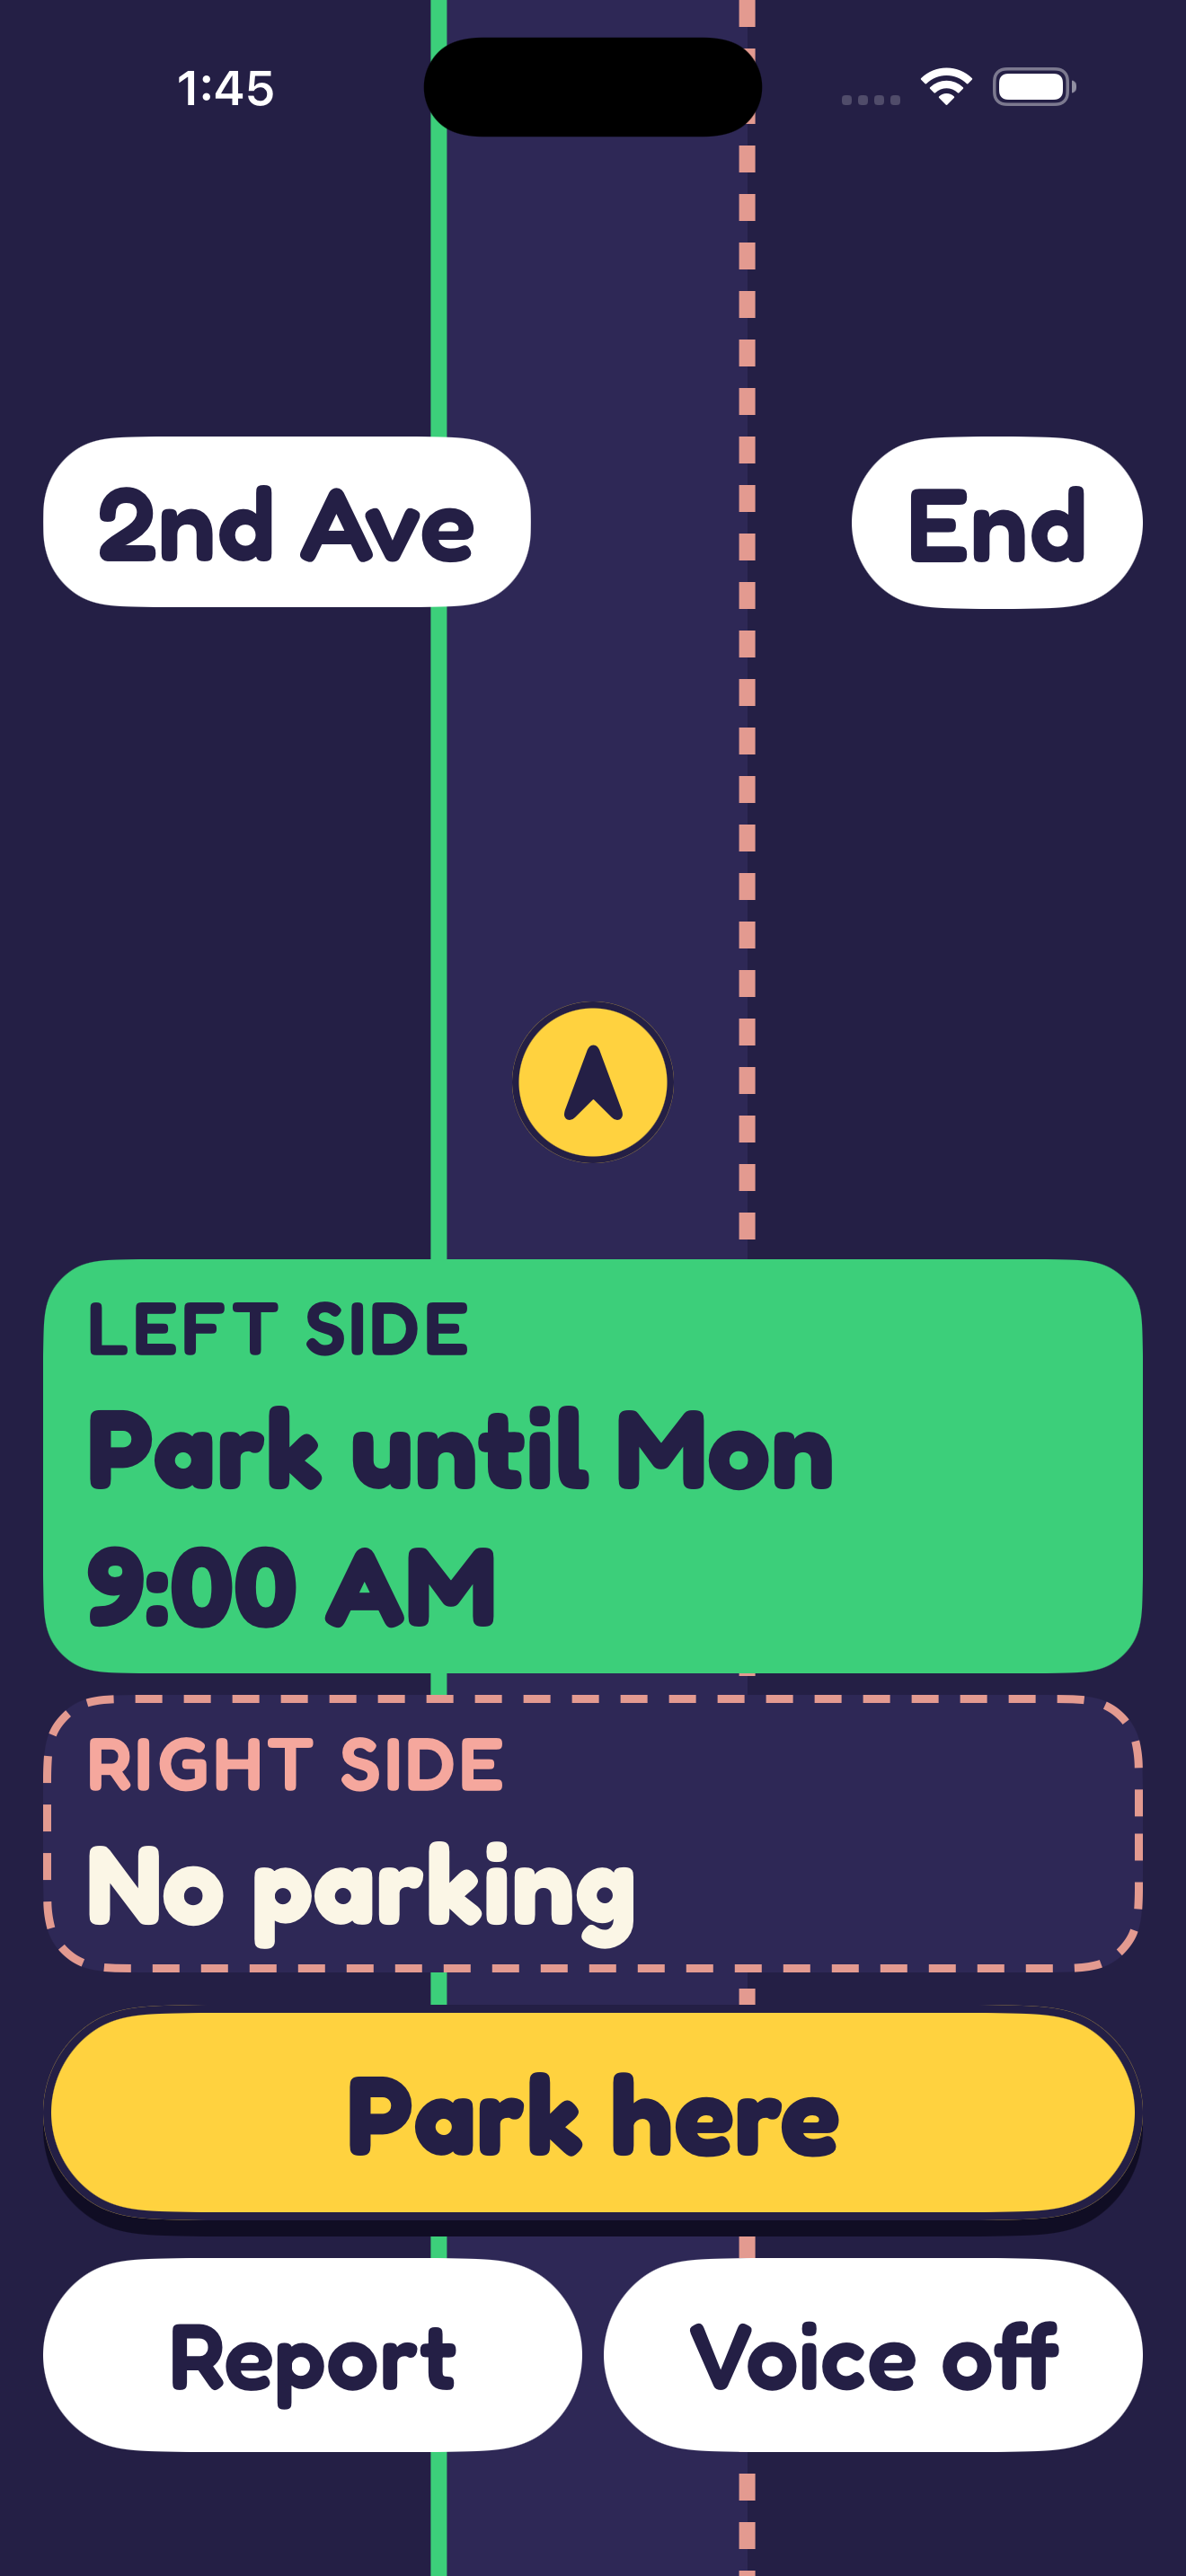 1:45
2nd Ave
End
LEFT SIDE
Park until Mon
9:00 AM
RIGHT SIDE
No parking
Park here
Report
Voice off